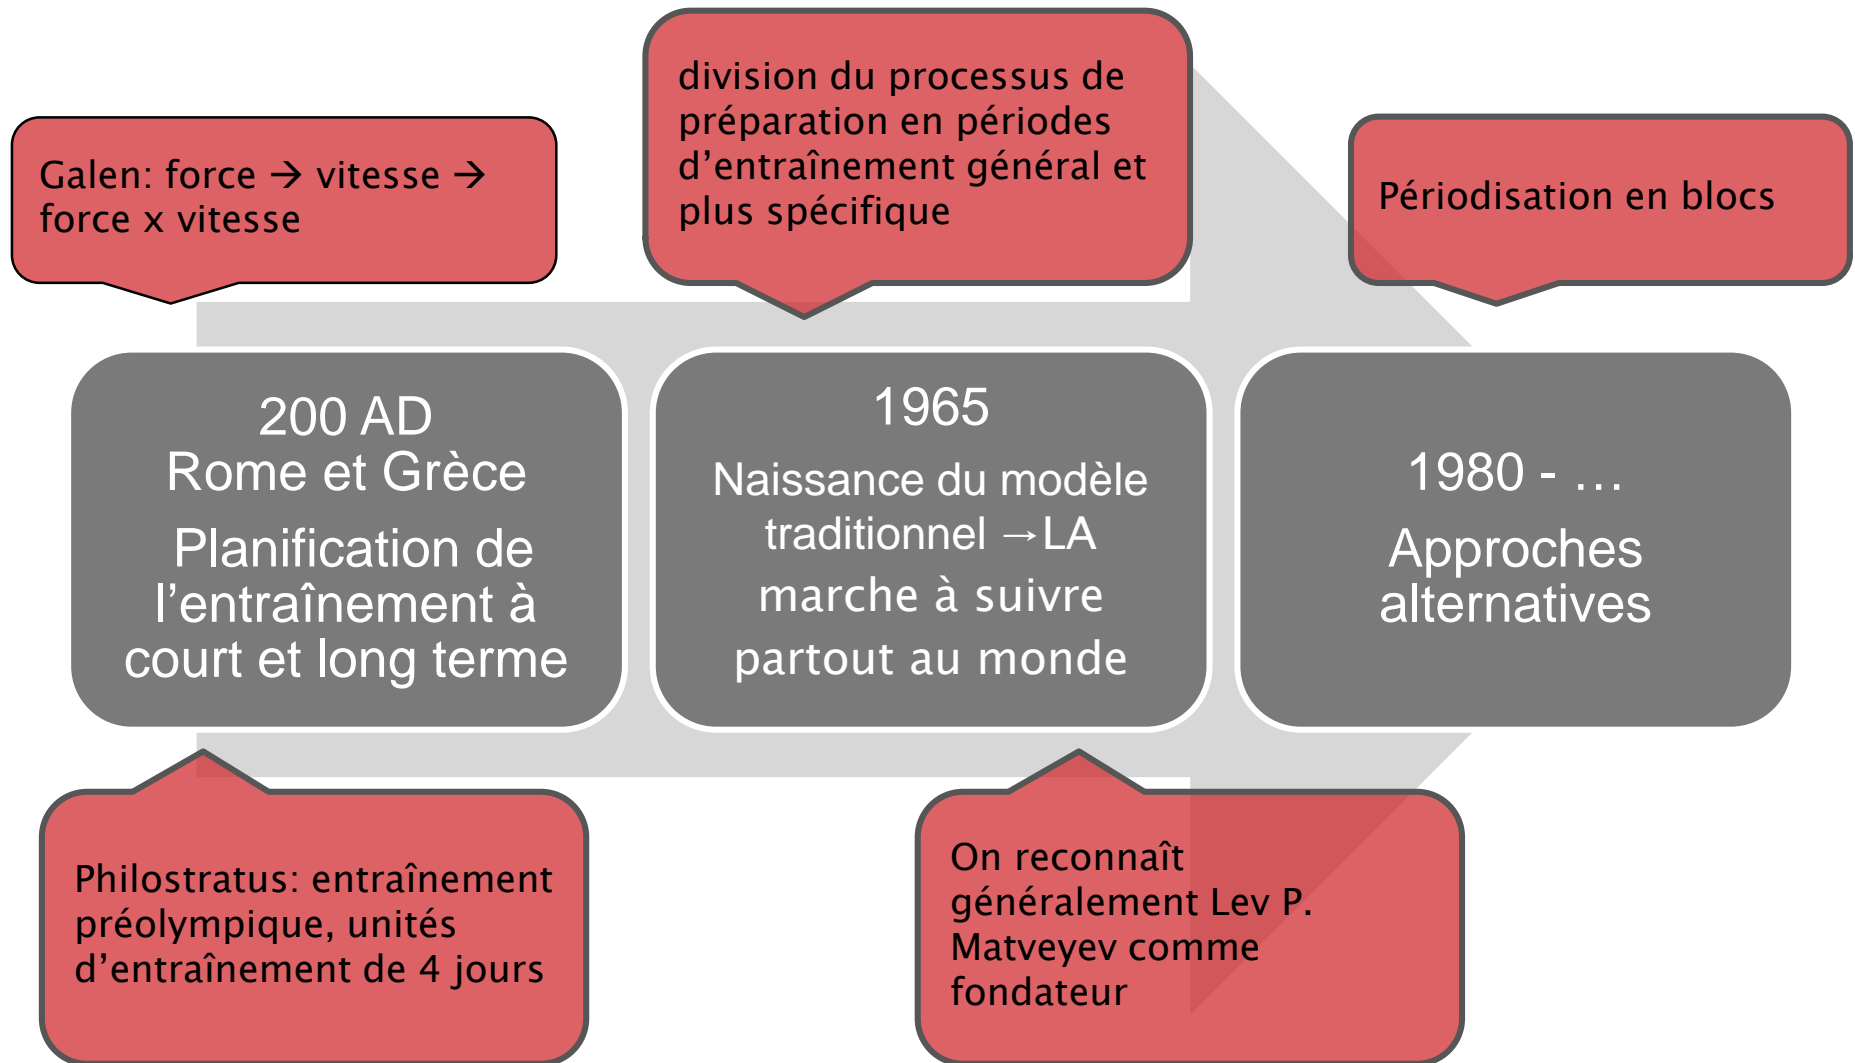 Galen: force → vitesse →
force x vitesse
division du processus de
préparation en périodes
d’entraînement général et
plus spécifique
Périodisation en blocs
200 AD
Rome et Grèce
Planification de
l’entraînement à
court et long terme
1965
Naissance du modèle
traditionnel →LA
marche à suivre
partout au monde
1980 - …
Approches
alternatives
Philostratus: entraînement
préolympique, unités
d’entraînement de 4 jours
On reconnaît
généralement Lev P.
Matveyev comme
fondateur